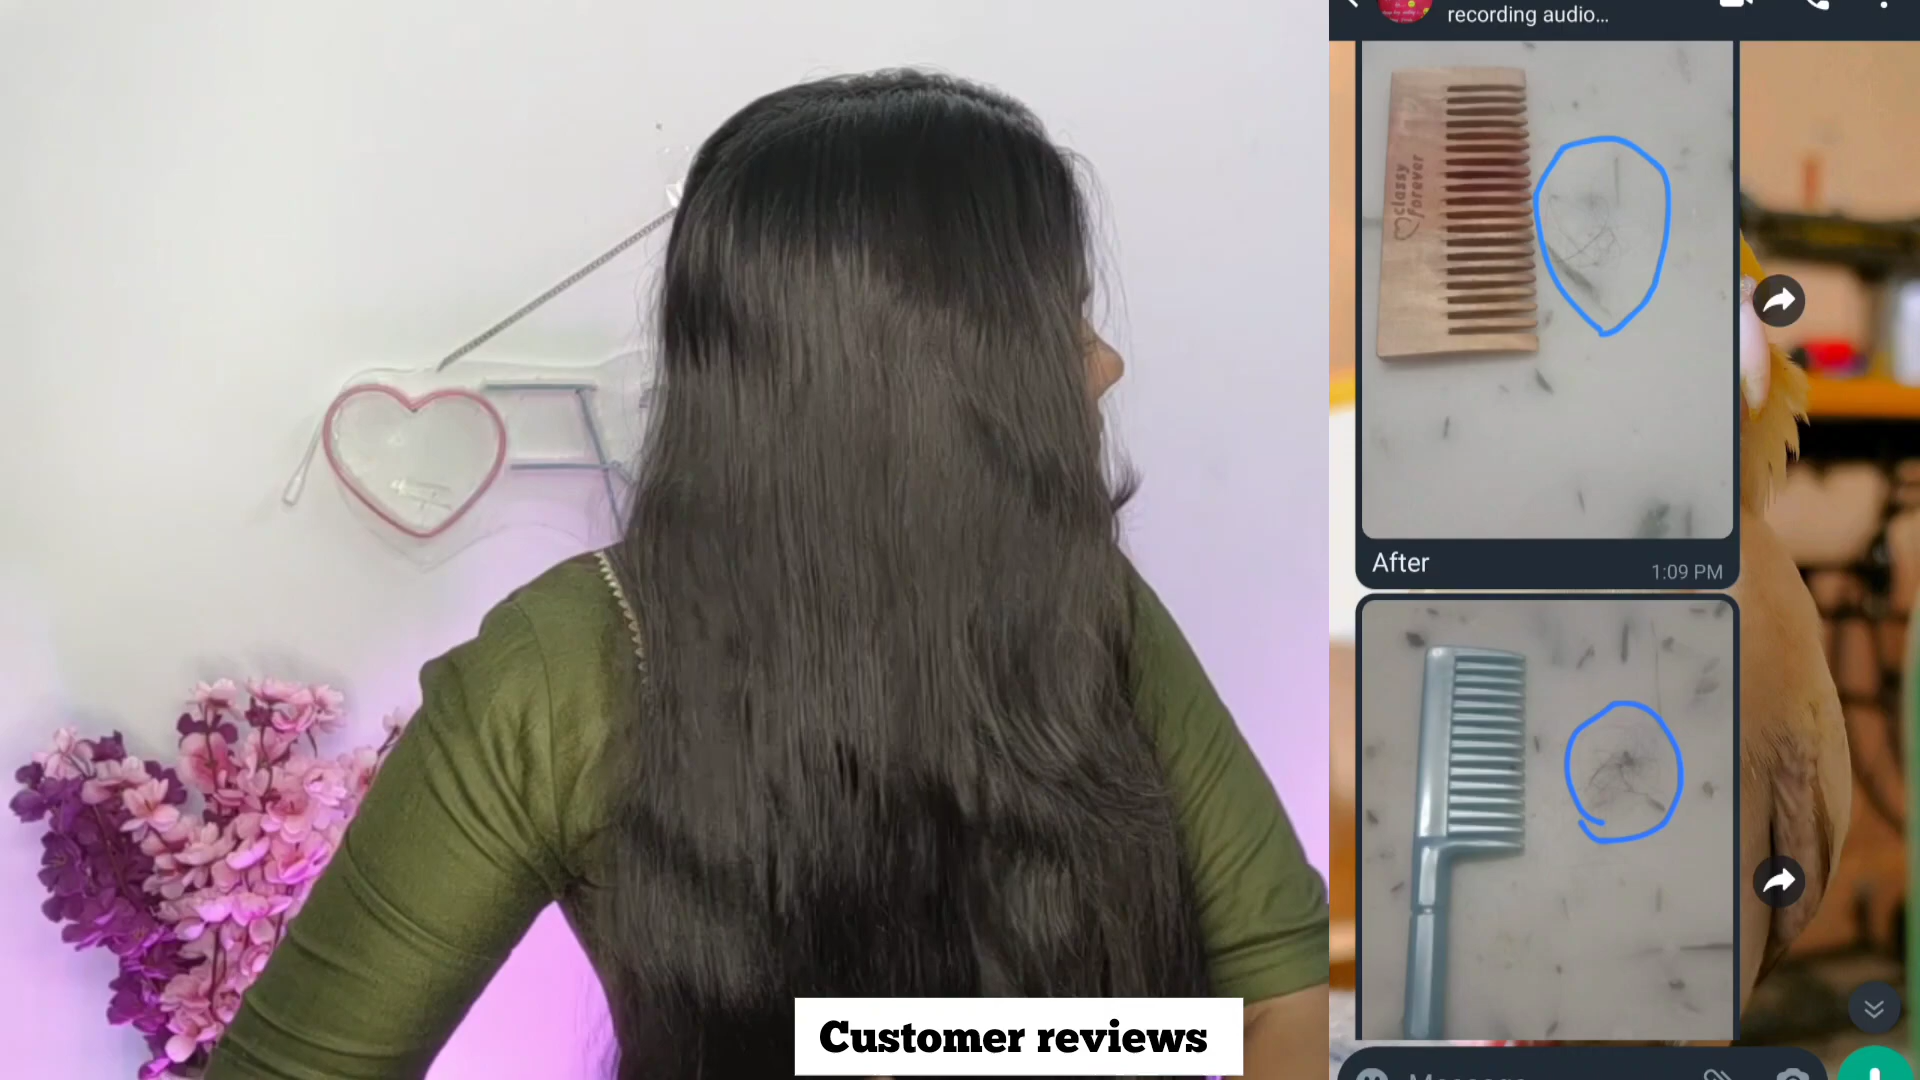 Customer reviews
recording audio...
classy
forever
After
1:09 PM